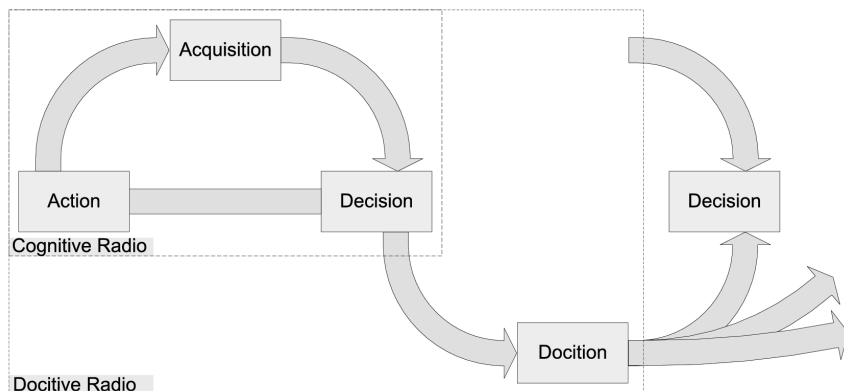 Acquisition
Action
Decision
Decision
Cognitive Radio
Docition
Docitive Radio